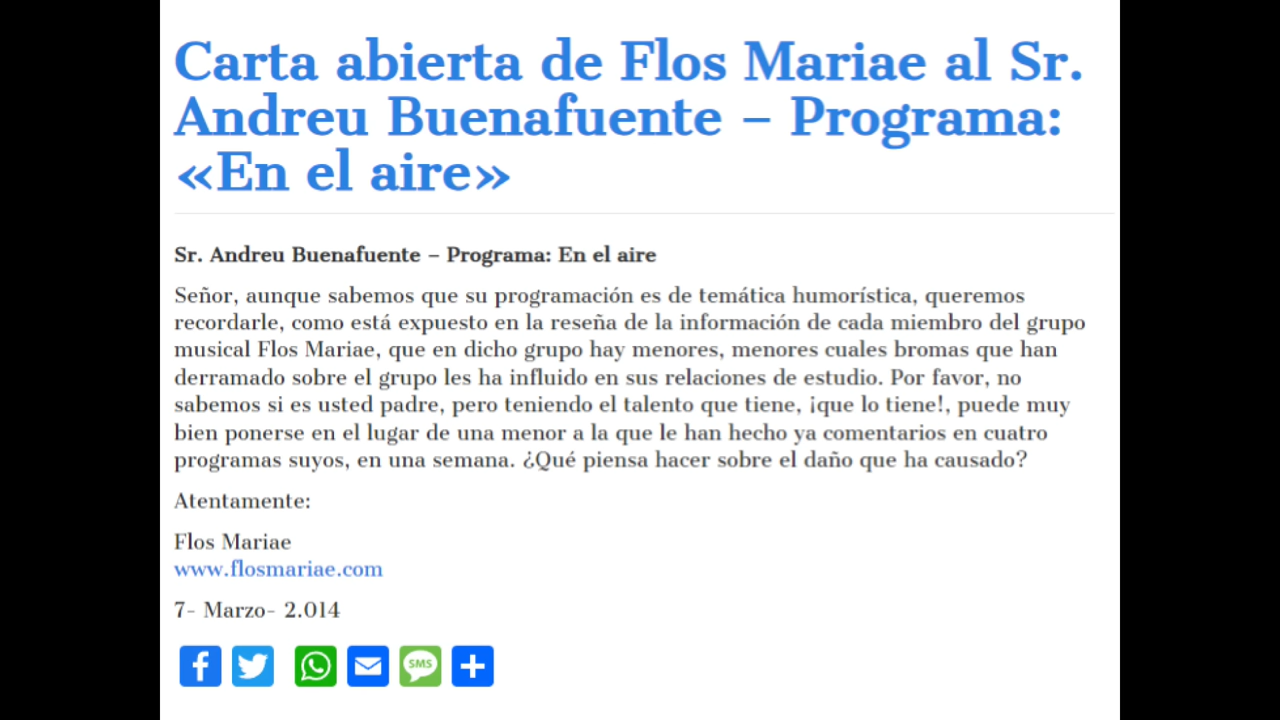 Carta abierta de Flos Mariae al Sr.
Andreu Buenafuente – Programa:
«En el aire»
Sr. Andreu Buenafuente – Programa: En el aire
Señor, aunque sabemos que su programación es de temática humorística, queremos
recordarle, como está expuesto en la reseña de la información de cada miembro del grupo
musical Flos Mariae, que en dicho grupo hay menores, menores cuales bromas que han
derramado sobre el grupo les ha influido en sus relaciones de estudio. Por favor, no
sabemos si es usted padre, pero teniendo el talento que tiene, ¡que lo tiene!, puede muy
bien ponerse en el lugar de una menor a la que le han hecho ya comentarios en cuatro
programas suyos, en una semana. ¿Qué piensa hacer sobre el daño que ha causado?
Atentamente:
Flos Mariae
www.flosmariae.com
7- Marzo- 2.014
SMS